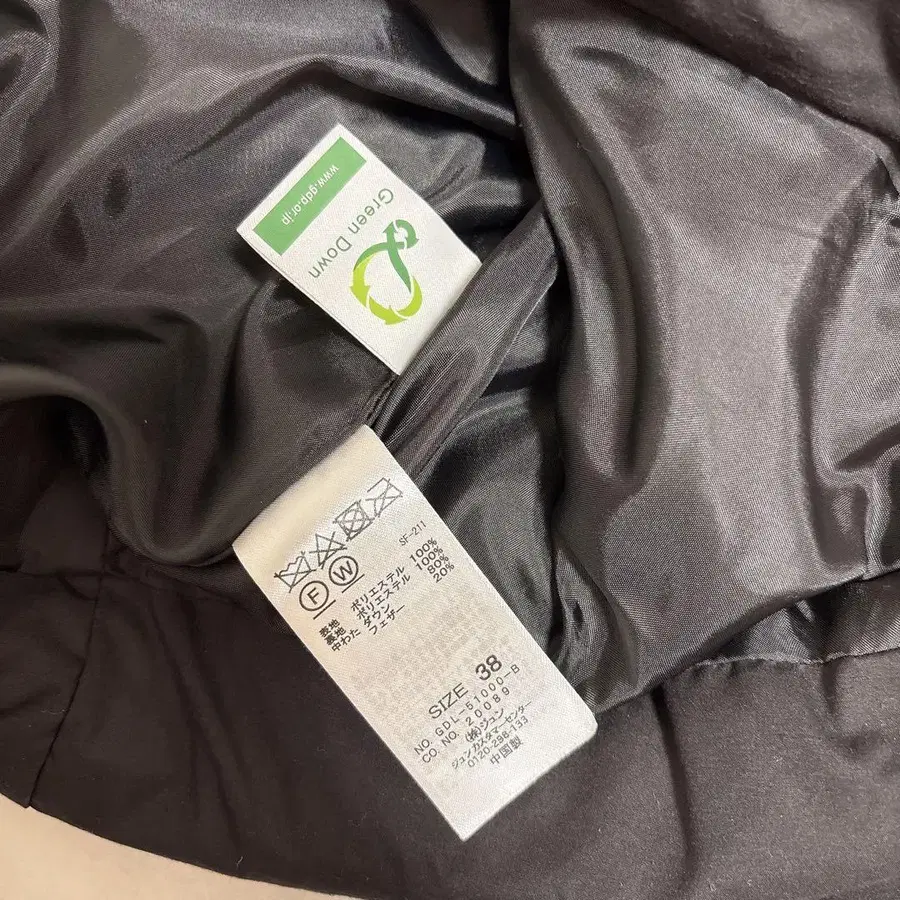 www.gdp.or.jp
Green Down
SF-211
F W
表地 ポリエステル 100%
裏地 ポリエステル 100%
中わた ダウン 80%
フェザー 20%
SIZE 38
NO. GDL-51000-B
CO. NO. 20089
(株)ジュン
ジュンカスタマーセンター
0120-298-133
中国製